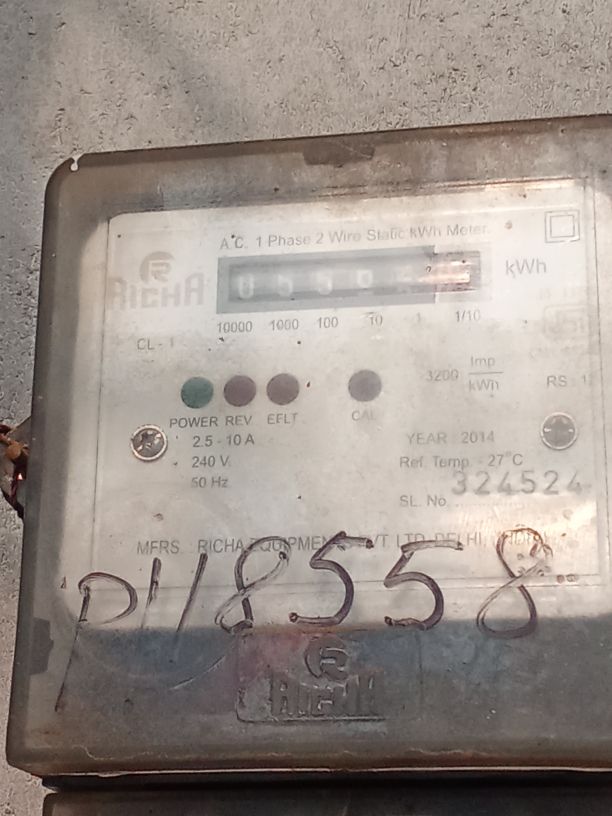 A.C. 1 Phase 2 Wire Static kWh Meter.
RICHA
kWh
10000 1000 100 10 1 1/10
CL - 1
3200 Imp/kWh
RS : 1
POWER REV EFLT CAL
2.5 - 10 A
240 V
50 Hz
YEAR : 2014
Ref. Temp. - 27°C
SL. No. 324524
MFRS. : RICHA EQUIPMENTS PVT. LTD. DELHI
P118558
RICHA